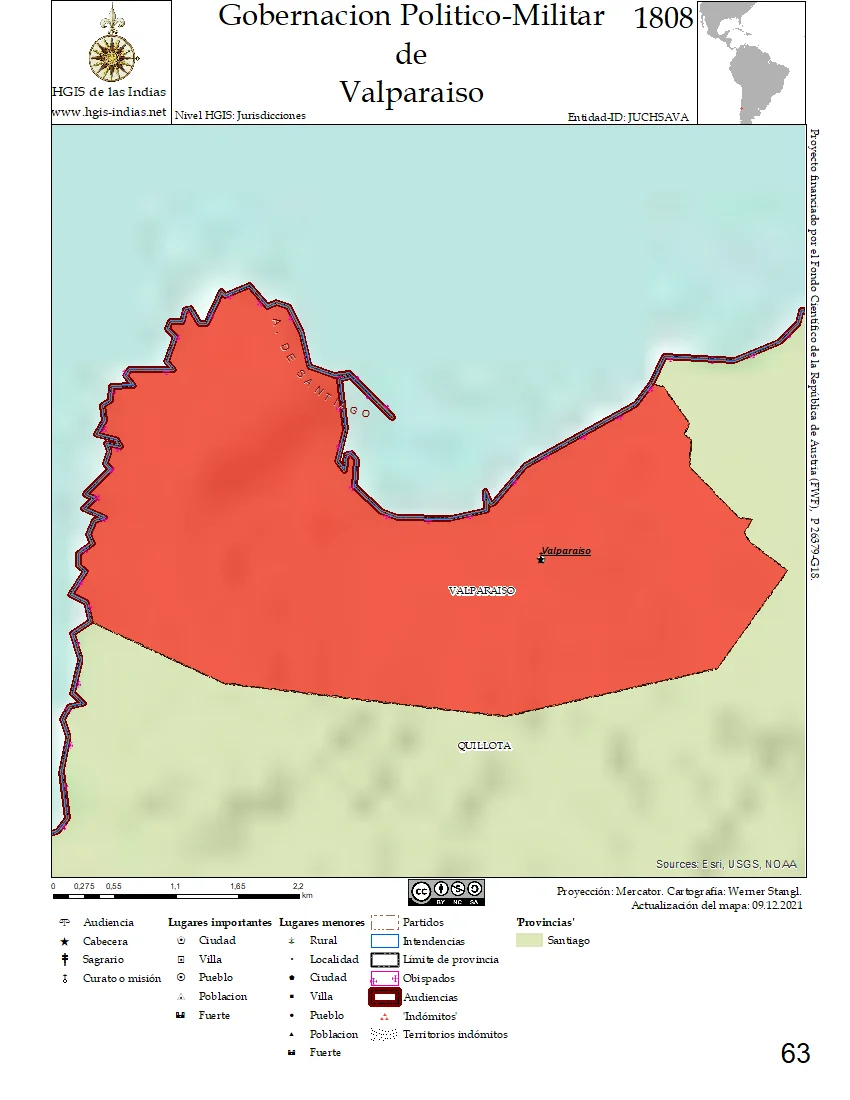 Gobernacion Politico-Militar
de
Valparaiso
1808
HGIS de las Indias
www.hgis-indias.net
Nivel HGIS: Jurisdicciones
Entidad-ID: JUCHSAVA
Proyecto financiado por el Fondo Científico de la República de Austria (FWF), P 26379-G18.
A. DE SANTIAGO
Valparaiso
VALPARAISO
QUILLOTA
Sources: Esri, USGS, NOAA
0 0,275 0,55 1,1 1,65 2,2
km
cc BY NC SA
Proyección: Mercator. Cartografía: Werner Stangl.
Actualización del mapa: 09.12.2021
Audiencia
Cabecera
Sagrario
Curato o misión
Lugares importantes
Ciudad
Villa
Pueblo
Poblacion
Fuerte
Lugares menores
Rural
Localidad
Ciudad
Villa
Pueblo
Poblacion
Fuerte
Partidos
Intendencias
Límite de provincia
Obispados
Audiencias
'Indómitos'
Territorios indómitos
'Provincias'
Santiago
63